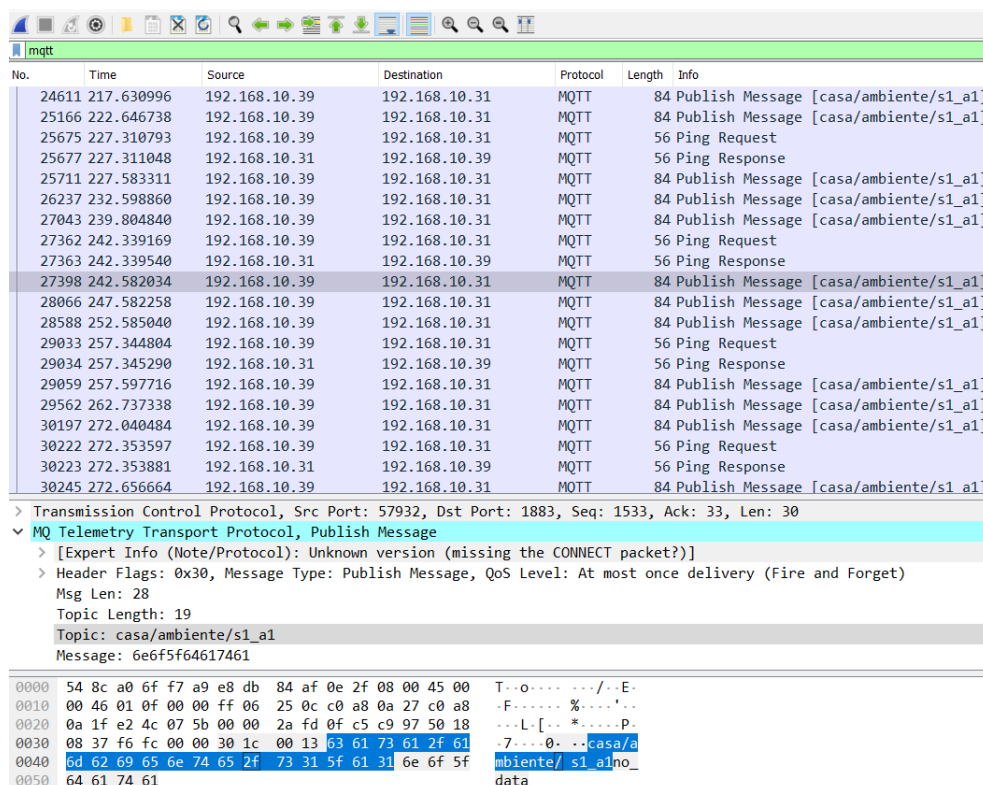 mqtt
No. Time Source Destination Protocol Length Info
24611 217.630996 192.168.10.39 192.168.10.31 MQTT 84 Publish Message [casa/ambiente/s1_a1]
25166 222.646738 192.168.10.39 192.168.10.31 MQTT 84 Publish Message [casa/ambiente/s1_a1]
25675 227.310793 192.168.10.39 192.168.10.31 MQTT 56 Ping Request
25677 227.311048 192.168.10.31 192.168.10.39 MQTT 56 Ping Response
25711 227.583311 192.168.10.39 192.168.10.31 MQTT 84 Publish Message [casa/ambiente/s1_a1]
26237 232.598860 192.168.10.39 192.168.10.31 MQTT 84 Publish Message [casa/ambiente/s1_a1]
27043 239.804840 192.168.10.39 192.168.10.31 MQTT 84 Publish Message [casa/ambiente/s1_a1]
27362 242.339169 192.168.10.39 192.168.10.31 MQTT 56 Ping Request
27363 242.339540 192.168.10.31 192.168.10.39 MQTT 56 Ping Response
27398 242.582034 192.168.10.39 192.168.10.31 MQTT 84 Publish Message [casa/ambiente/s1_a1]
28066 247.582258 192.168.10.39 192.168.10.31 MQTT 84 Publish Message [casa/ambiente/s1_a1]
28588 252.585040 192.168.10.39 192.168.10.31 MQTT 84 Publish Message [casa/ambiente/s1_a1]
29033 257.344804 192.168.10.39 192.168.10.31 MQTT 56 Ping Request
29034 257.345290 192.168.10.31 192.168.10.39 MQTT 56 Ping Response
29059 257.597716 192.168.10.39 192.168.10.31 MQTT 84 Publish Message [casa/ambiente/s1_a1]
29562 262.737338 192.168.10.39 192.168.10.31 MQTT 84 Publish Message [casa/ambiente/s1_a1]
30197 272.040484 192.168.10.39 192.168.10.31 MQTT 84 Publish Message [casa/ambiente/s1_a1]
30222 272.353597 192.168.10.39 192.168.10.31 MQTT 56 Ping Request
30223 272.353881 192.168.10.31 192.168.10.39 MQTT 56 Ping Response
30245 272.656664 192.168.10.39 192.168.10.31 MQTT 84 Publish Message [casa/ambiente/s1_a1]
Transmission Control Protocol, Src Port: 57932, Dst Port: 1883, Seq: 1533, Ack: 33, Len: 30
MQ Telemetry Transport Protocol, Publish Message
[Expert Info (Note/Protocol): Unknown version (missing the CONNECT packet?)]
Header Flags: 0x30, Message Type: Publish Message, QoS Level: At most once delivery (Fire and Forget)
Msg Len: 28
Topic Length: 19
Topic: casa/ambiente/s1_a1
Message: 6e6f5f64617461
0000 54 8c a0 6f f7 a9 e8 db 84 af 0e 2f 08 00 45 00 T··o···· ···/··E·
0010 00 46 01 0f 00 00 ff 06 25 0c c0 a8 0a 27 c0 a8 ·F······ %····'··
0020 0a 1f e2 4c 07 5b 00 00 2a fd 0f c5 c9 97 50 18 ···L·[·· *·····P·
0030 08 37 f6 fc 00 00 30 1c 00 13 63 61 73 61 2f 61 ·7····0· ··casa/a
0040 6d 62 69 65 6e 74 65 2f 73 31 5f 61 31 6e 6f 5f mbiente/ s1_a1no_
0050 64 61 74 61 data